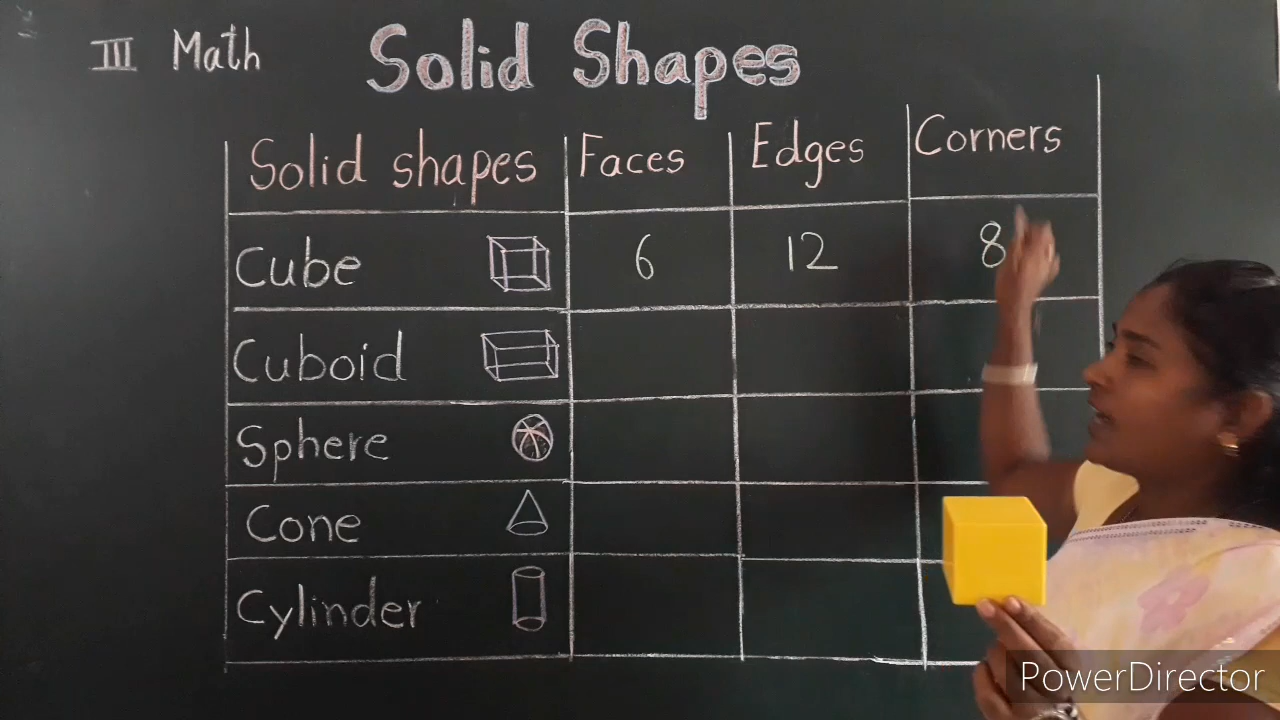 III Math
Solid Shapes
Solid shapes Faces Edges Corners
Cube 6 12 8
Cuboid
Sphere
Cone
Cylinder
PowerDirector